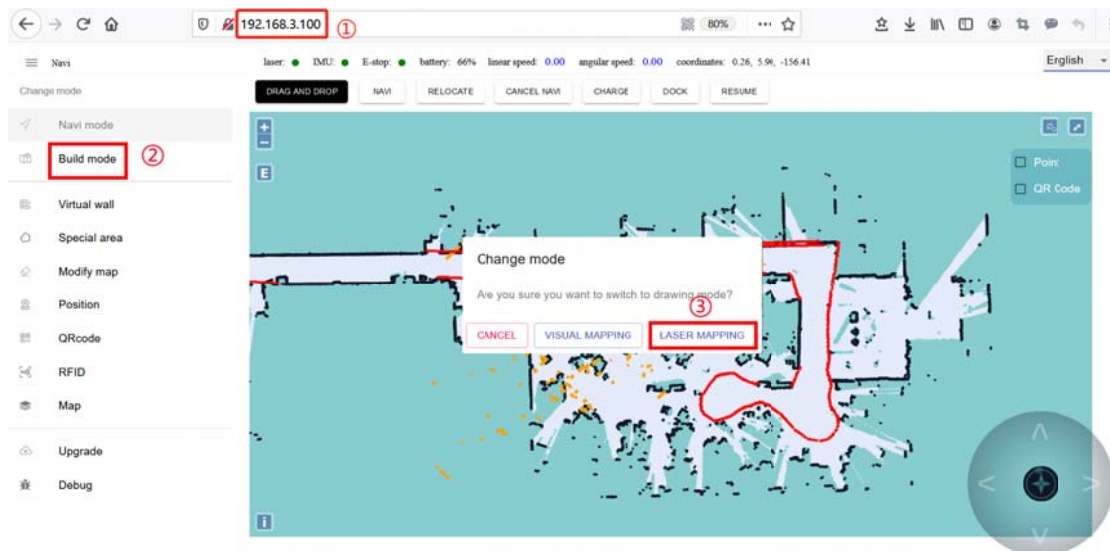 192.168.3.100
①
80%
Navi
laser: IMU: E-stop: battery: 66% linear speed: 0.00 angular speed: 0.00 coordinates: 0.26, 5.94, -156.41
English
Change mode
DRAG AND DROP NAVI RELOCATE CANCEL NAVI CHARGE DOCK RESUME
Navi mode
Build mode
②
E
Poin
QR Code
Virtual wall
Special area
Modify map
Position
QRcode
RFID
Map
Upgrade
Debug
Change mode
Are you sure you want to switch to drawing mode?
③
CANCEL VISUAL MAPPING LASER MAPPING
i